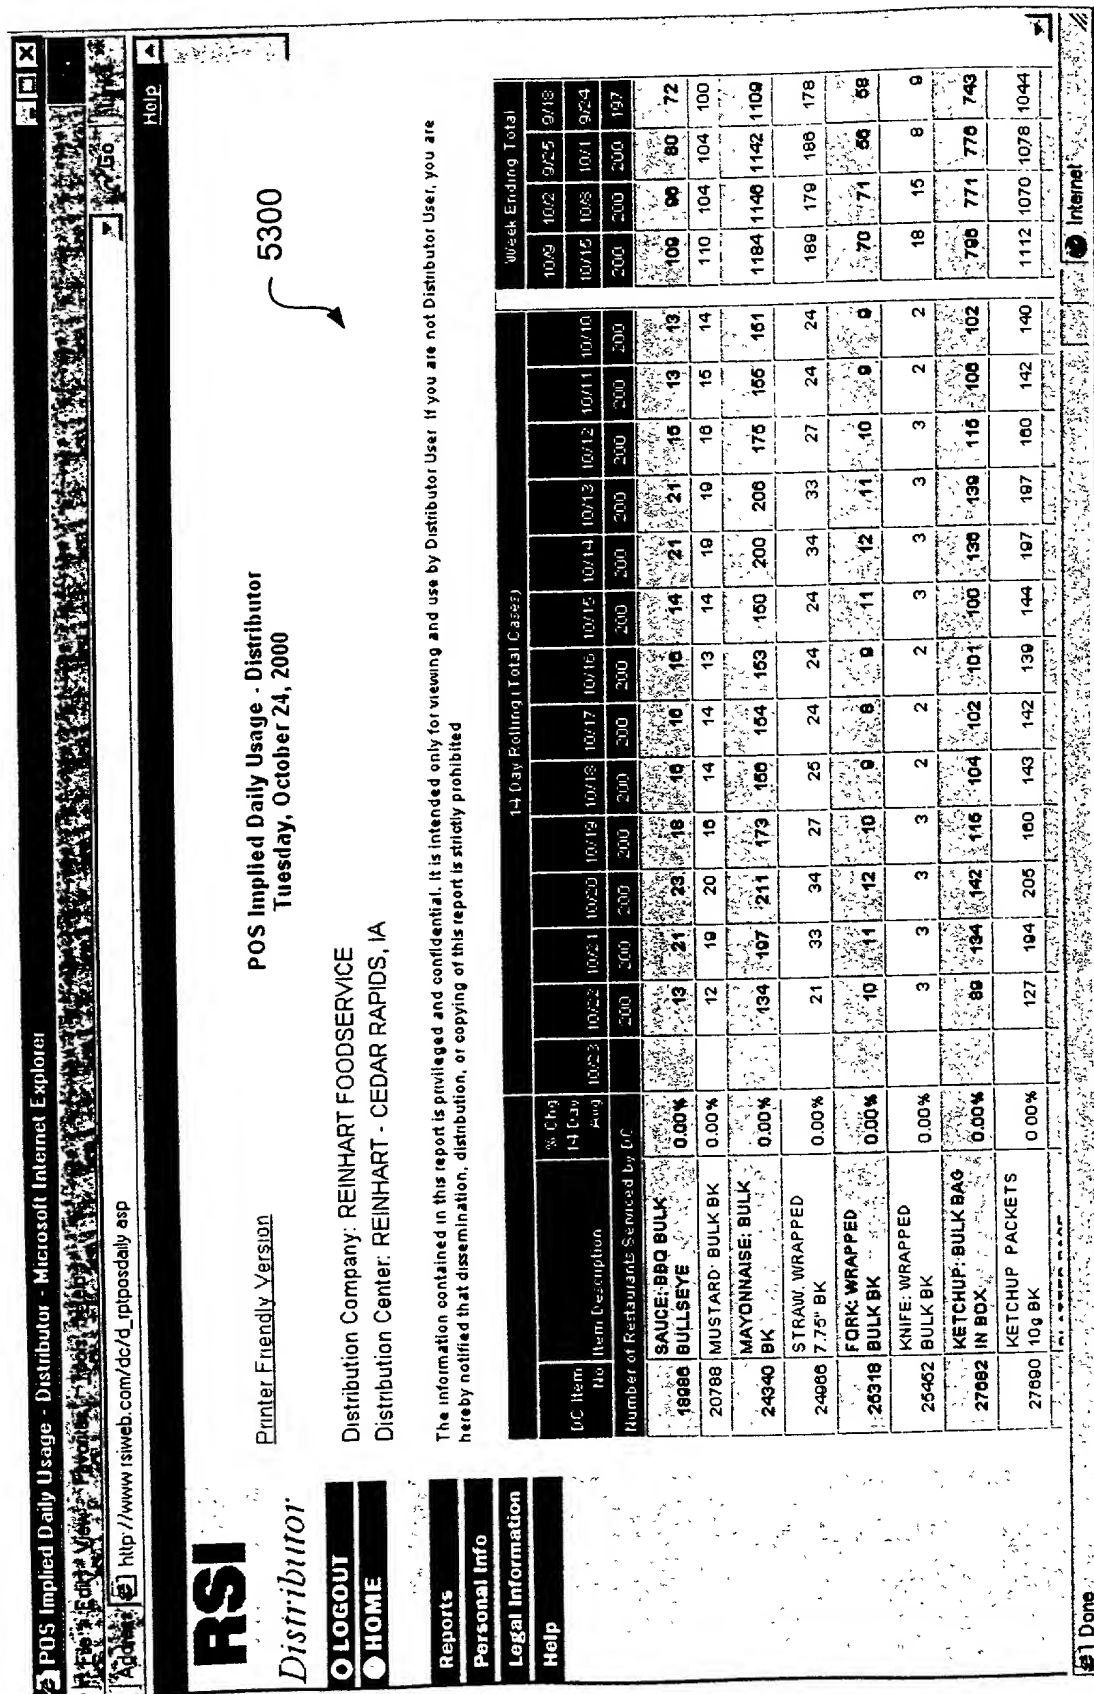 POS Implied Daily Usage - Distributor - Microsoft Internet Explorer
File Edit View Favorites Tools Help
Address http://www.rsiweb.com/dc/d_rptposdaily.asp Go
Help
RSI
Distributor
LOGOUT
HOME
Reports
Personal Info
Legal Information
Help
Printer Friendly Version
POS Implied Daily Usage - Distributor
Tuesday, October 24, 2000
5300
Distribution Company: REINHART FOODSERVICE
Distribution Center: REINHART - CEDAR RAPIDS, IA
The information contained in this report is privileged and confidential. It is intended only for viewing and use by Distributor User If you are not Distributor User, you are
hereby notified that dissemination, distribution, or copying of this report is strictly prohibited
14 Day Rolling (Total Cases) Week Ending Total
% Chg 10/9 10/2 9/25 9/18
DC Item No Item Description 14 Day Avg 10/23 10/22 10/21 10/20 10/19 10/18 10/17 10/16 10/15 10/14 10/13 10/12 10/11 10/10 10/15 10/8 10/1 9/24
Number of Restaurants Serviced by DC 200 200 200 200 200 200 200 200 200 200 200 200 200 200 200 200 197
18986 SAUCE: BBQ BULK BULLSEYE 0.00% 13 21 23 18 16 16 16 14 21 21 15 13 13 109 96 80 72
20788 MUSTARD: BULK BK 0.00% 12 19 20 16 14 14 13 14 19 19 16 15 14 110 104 104 100
24340 MAYONNAISE: BULK BK 0.00% 134 197 211 173 156 154 153 150 200 206 175 155 151 1184 1146 1142 1109
24966 STRAW: WRAPPED 7.75" BK 0.00% 21 33 34 27 25 24 24 24 34 33 27 24 24 189 179 186 178
25318 FORK: WRAPPED BULK BK 0.00% 10 11 12 10 9 8 9 11 12 11 10 9 9 70 71 56 58
25462 KNIFE: WRAPPED BULK BK 0.00% 3 3 3 3 2 2 2 3 3 3 3 2 2 18 15 8 9
27682 KETCHUP: BULK BAG IN BOX 0.00% 89 134 142 115 104 102 101 100 136 139 115 106 102 796 771 776 743
27690 KETCHUP PACKETS 10g BK 0.00% 127 194 205 160 143 142 139 144 197 197 160 142 140 1112 1070 1078 1044
Done Internet